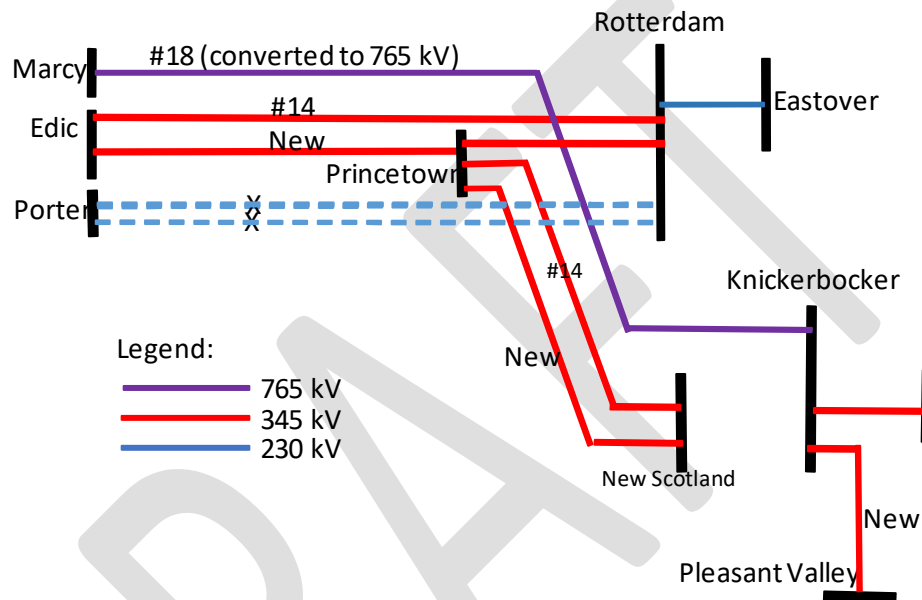 Rotterdam
Marcy
#18 (converted to 765 kV)
Eastover
#14
Edic
New
Princetown
Porter
X
X
#14
Knickerbocker
Legend:
New
765 kV
345 kV
230 kV
New Scotland
New
Pleasant Valley
DRAFT